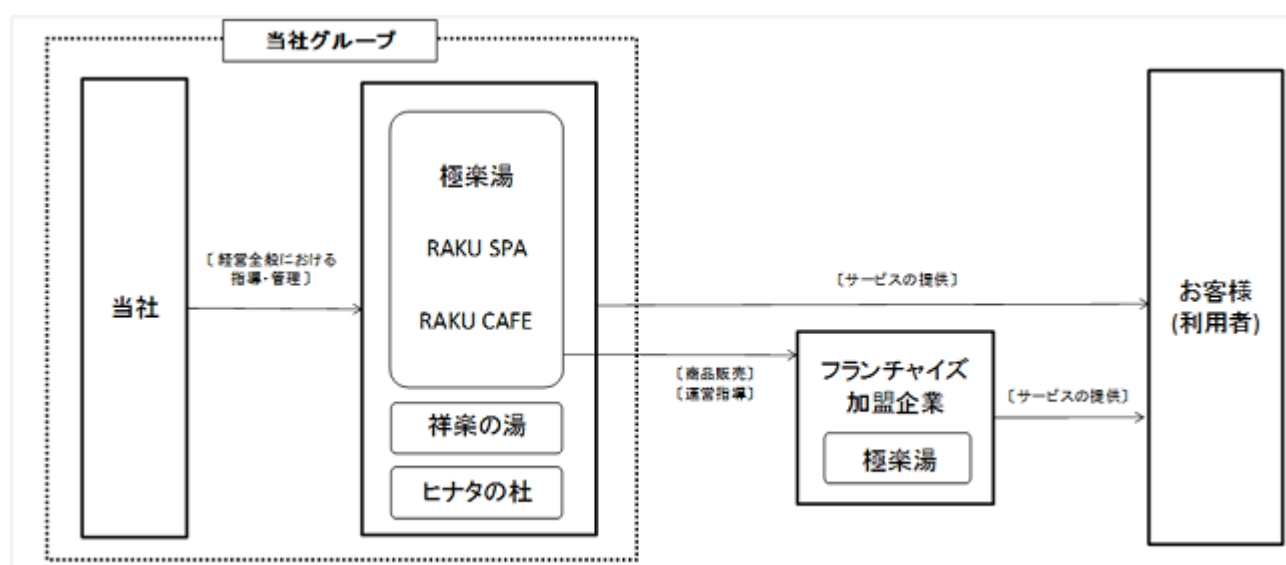 当社グループ
当社
〔経営全般における
指導・管理〕
極楽湯
RAKU SPA
RAKU CAFE
祥楽の湯
ヒナタの杜
〔サービスの提供〕
〔商品販売〕
〔運営指導〕
フランチャイズ
加盟企業
極楽湯
〔サービスの提供〕
お客様
(利用者)